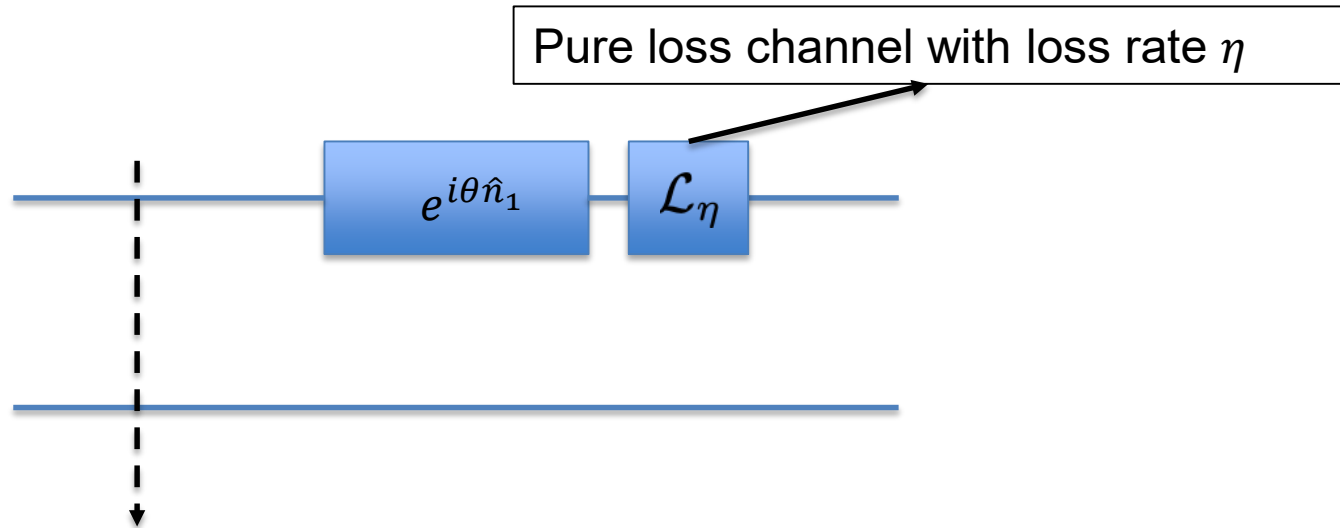 Pure loss channel with loss rate η
e^{iθn̂₁}
ℒ_η